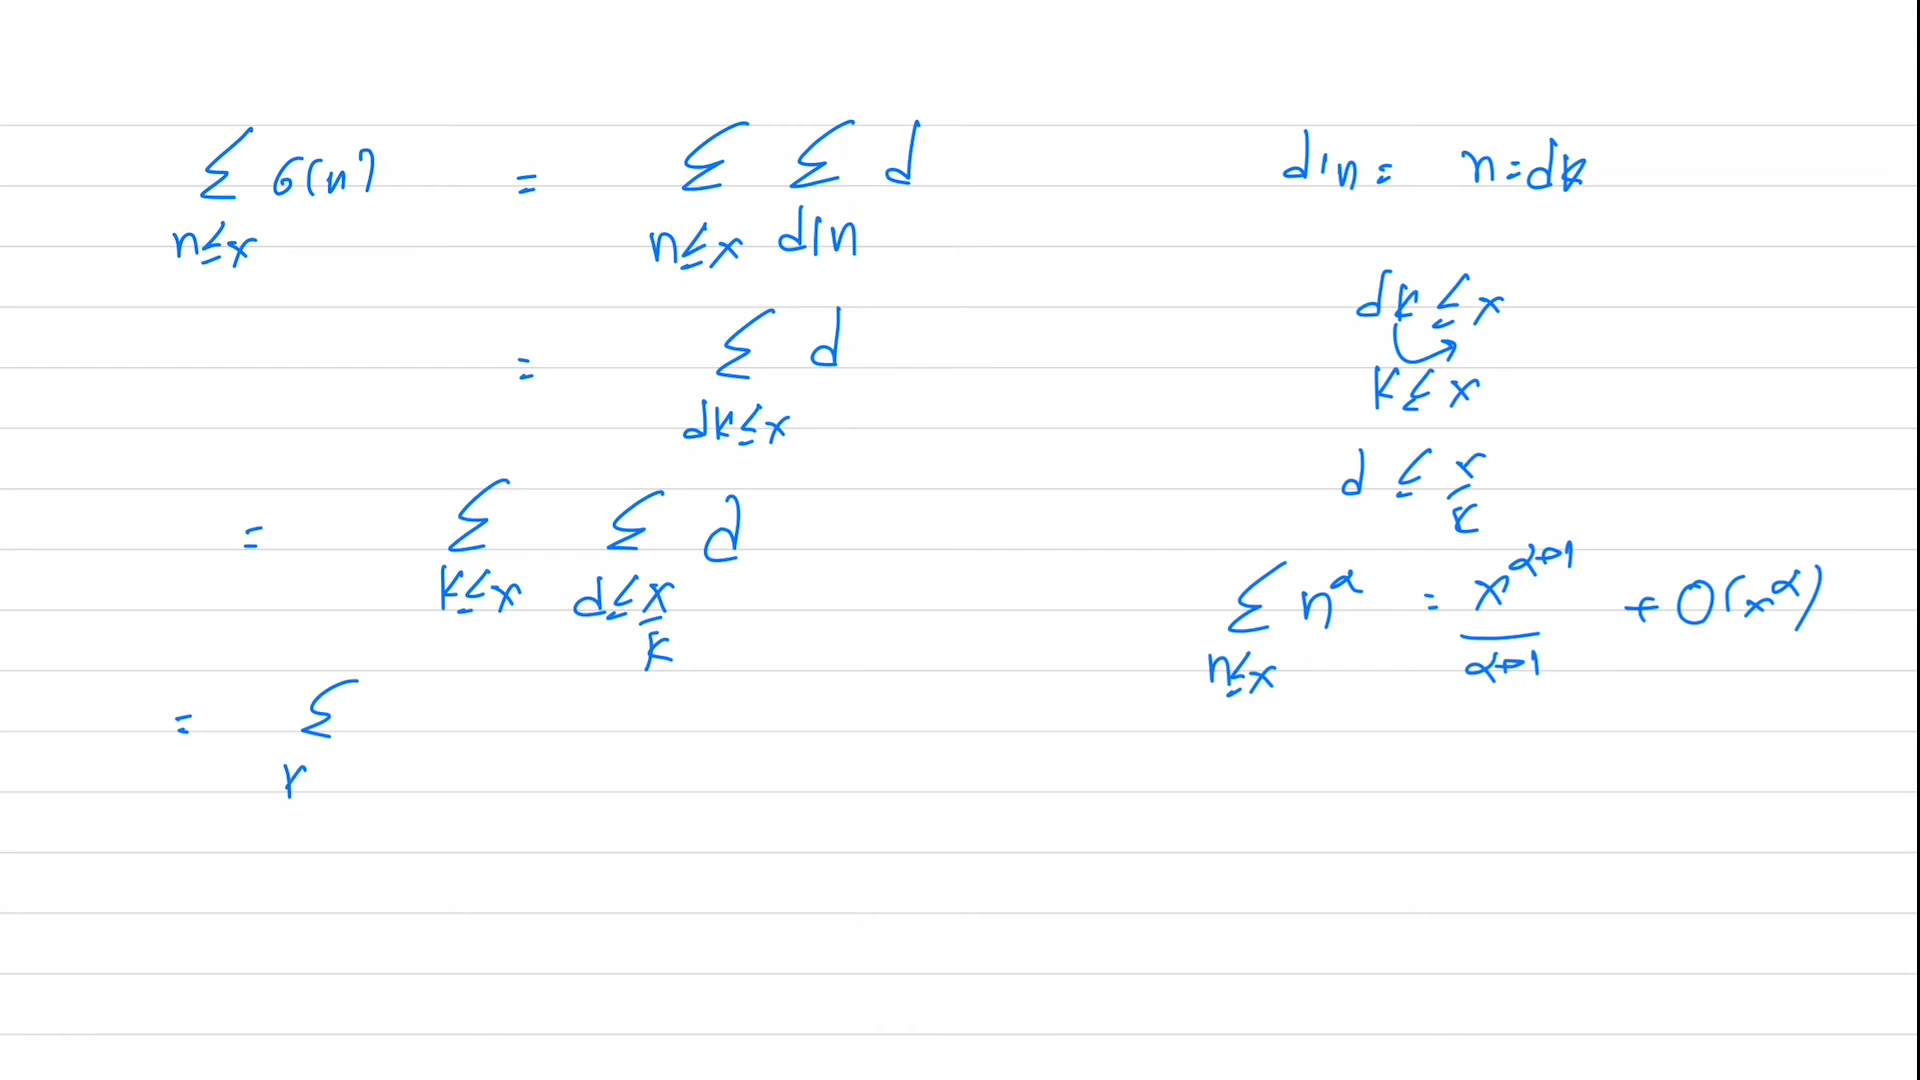 ∑ σ(n) = ∑ ∑ d
n≤x n≤x d|n
= ∑ d
dk≤x
= ∑ ∑ d
k≤x d≤x/k
= ∑
d|n = n=dk
dk≤x
k≤x
d≤x/k
∑ n^α = x^(α+1)/(α+1) + O(x^α)
n≤x